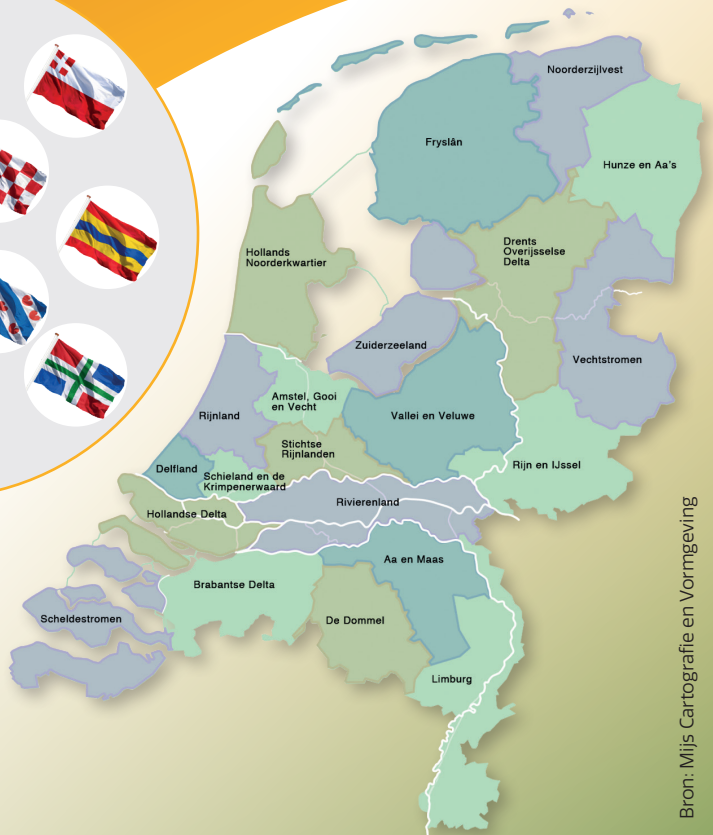 Noorderzijlvest
Fryslân
Hunze en Aa's
Hollands
Noorderkwartier
Drents
Overijsselse
Delta
Zuiderzeeland
Vechtstromen
Amstel, Gooi
en Vecht
Rijnland
Vallei en Veluwe
Stichtse
Rijnlanden
Delfland
Schieland en de
Krimpenerwaard
Rijn en IJssel
Rivierenland
Hollandse Delta
Aa en Maas
Brabantse Delta
Scheldestromen
De Dommel
Limburg
Bron: Mijs Cartografie en Vormgeving